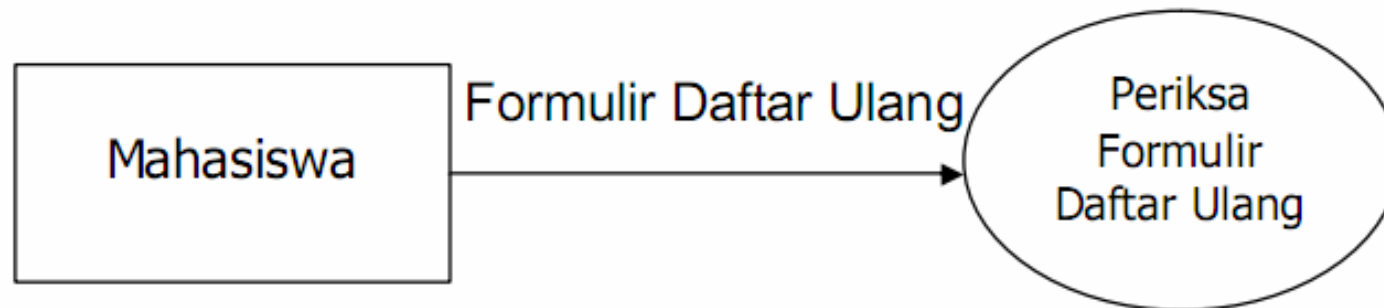 Mahasiswa
Formulir Daftar Ulang
Periksa
Formulir
Daftar Ulang